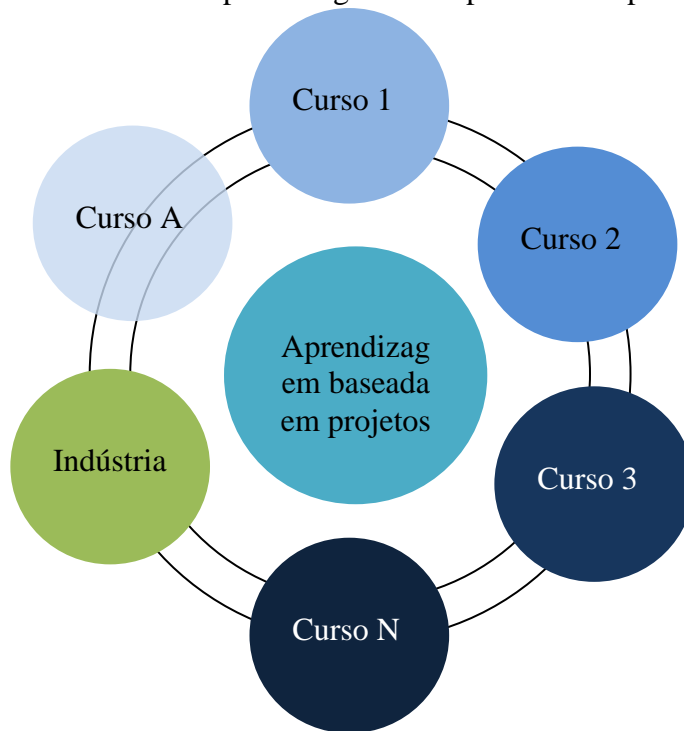 Curso 1
Curso A
Curso 2
Aprendizag
em baseada
em projetos
Indústria
Curso 3
Curso N